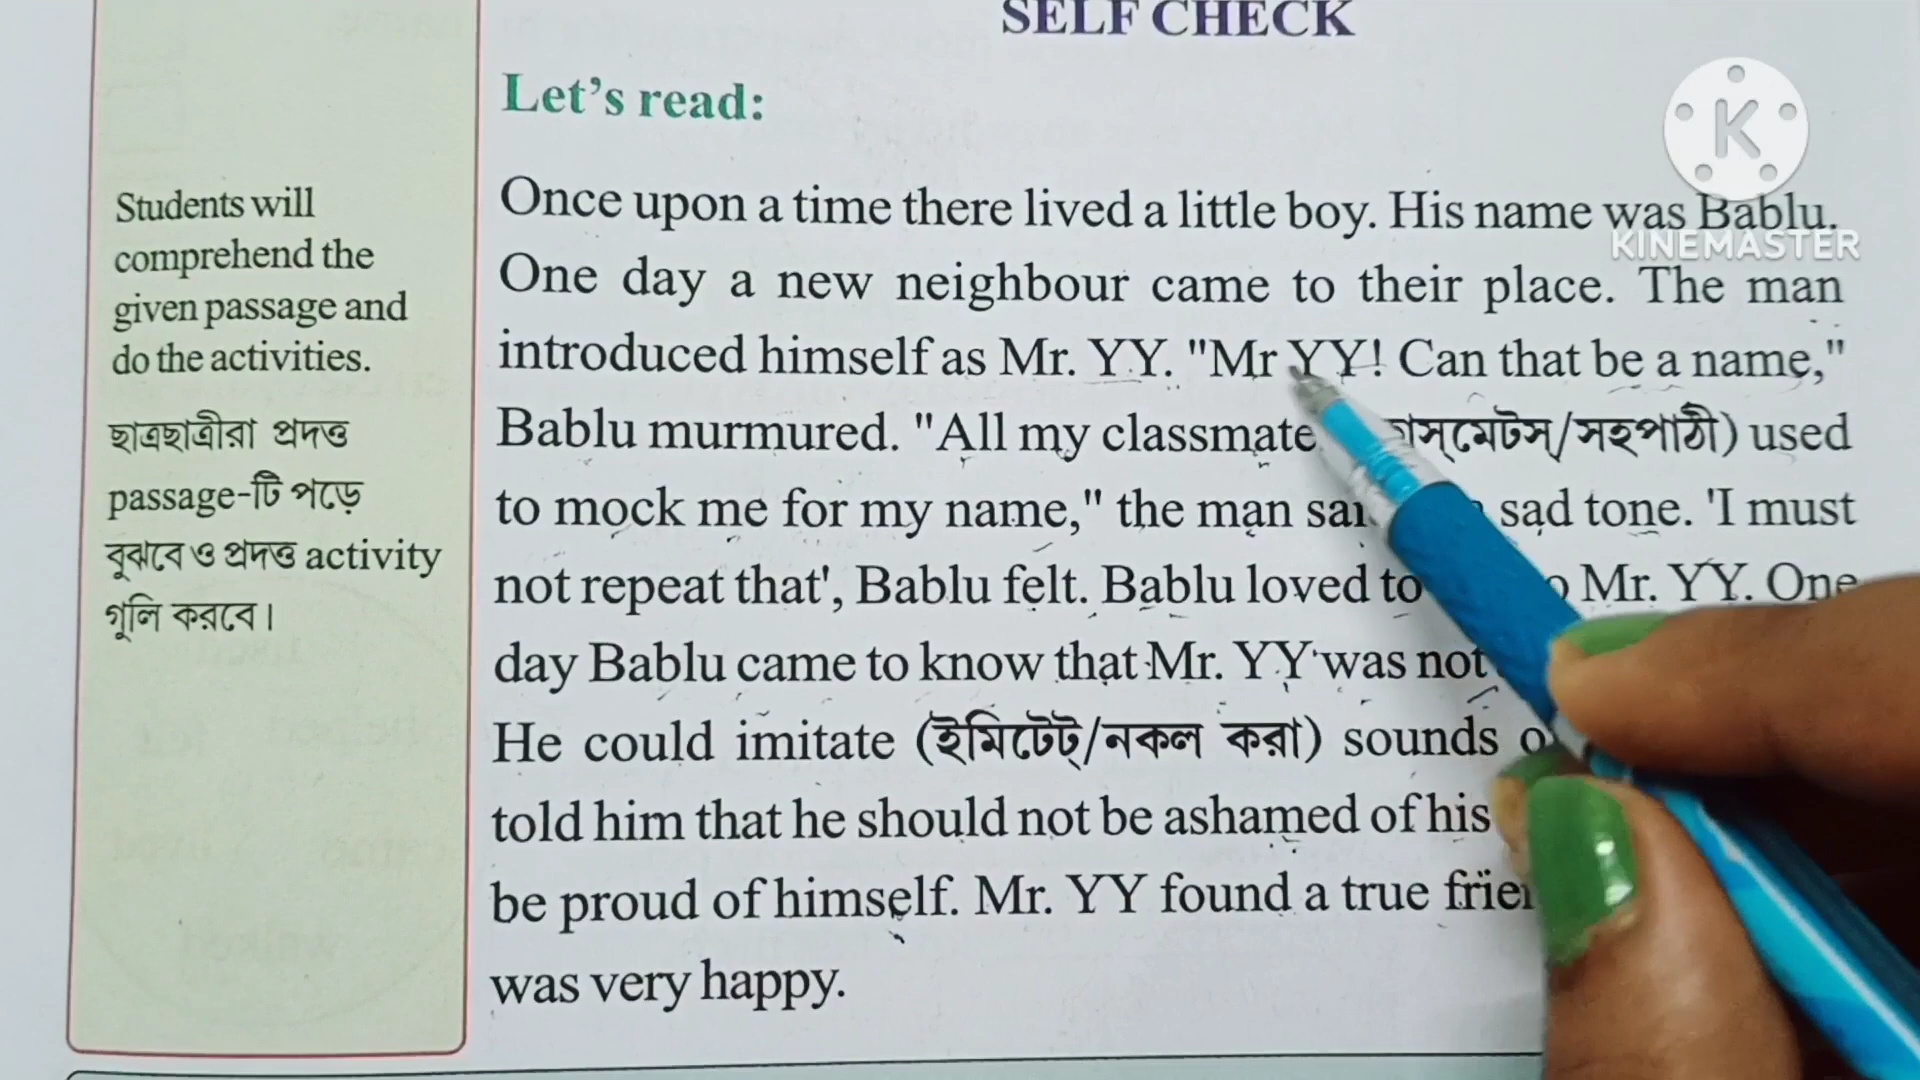 SELF CHECK
Let's read:
Students will
comprehend the
given passage and
do the activities.
ছাত্রছাত্রীরা প্রদত্ত
passage-টি পড়ে
বুঝবে ও প্রদত্ত activity
গুলি করবে।
Once upon a time there lived a little boy. His name was Bablu.
One day a new neighbour came to their place. The man
introduced himself as Mr. YY. "Mr YY! Can that be a name,"
Bablu murmured. "All my classmate াস্‌মেটস্/সহপাঠী) used
to mock me for my name," the man sad tone. 'I must
not repeat that', Bablu felt. Bablu loved to Mr. YY. One
day Bablu came to know that Mr. YY was not
He could imitate (ইমিটেট্/নকল করা) sounds
told him that he should not be ashamed of his
be proud of himself. Mr. YY found a true
was very happy.
K
KINEMASTER